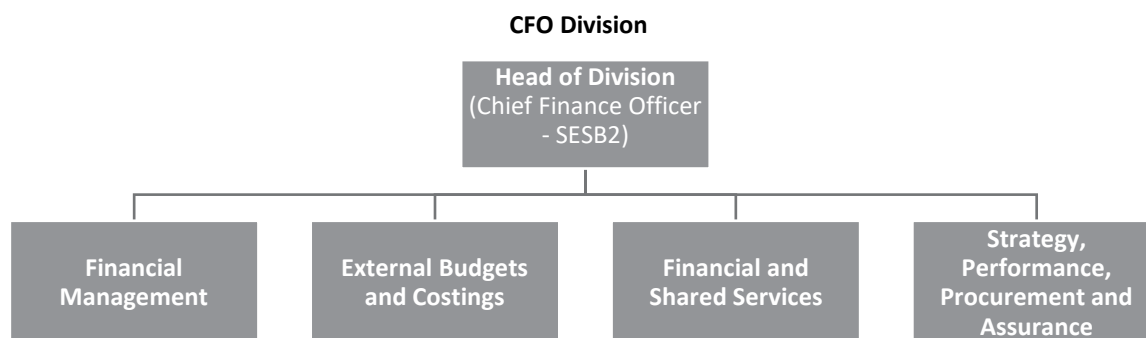 CFO Division
Head of Division
(Chief Finance Officer
- SESB2)
Financial
Management
External Budgets
and Costings
Financial and
Shared Services
Strategy,
Performance,
Procurement and
Assurance